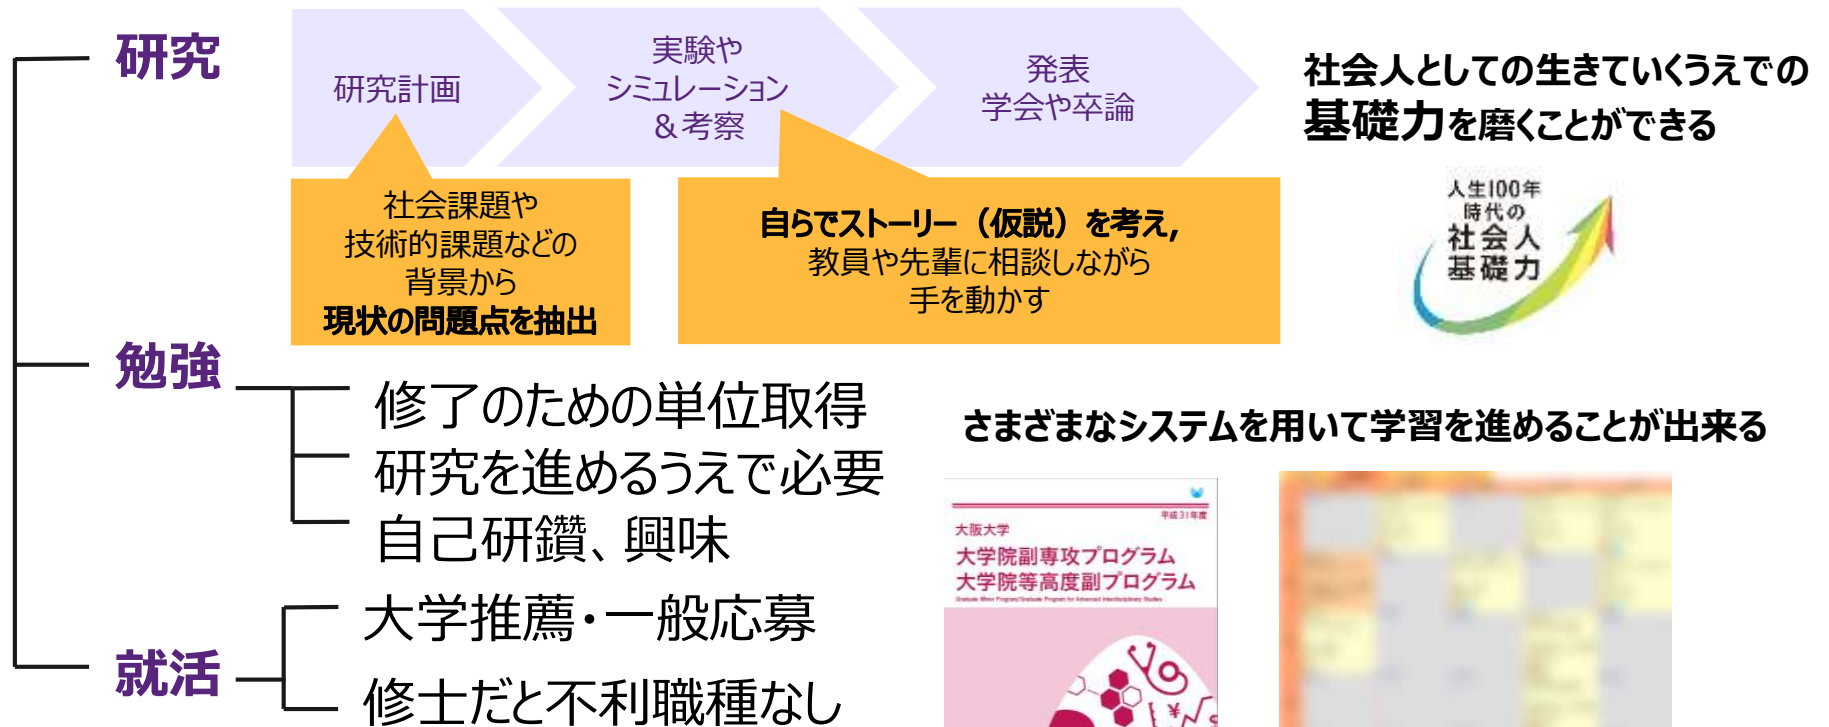 研究
研究計画
実験や
シミュレーション
＆考察
発表
学会や卒論
社会人としての生きていくうえでの
基礎力を磨くことができる
社会課題や
技術的課題などの
背景から
現状の問題点を抽出
自らでストーリー（仮説）を考え,
教員や先輩に相談しながら
手を動かす
人生100年
時代の
社会人
基礎力
勉強
修了のための単位取得
研究を進めるうえで必要
自己研鑽、興味
さまざまなシステムを用いて学習を進めることが出来る
平成31年度
大阪大学
大学院副専攻プログラム
大学院等高度副プログラム
Graduate Minor Program/Graduate Program for Advanced Interdisciplinary Studies
就活
大学推薦・一般応募
修士だと不利職種なし